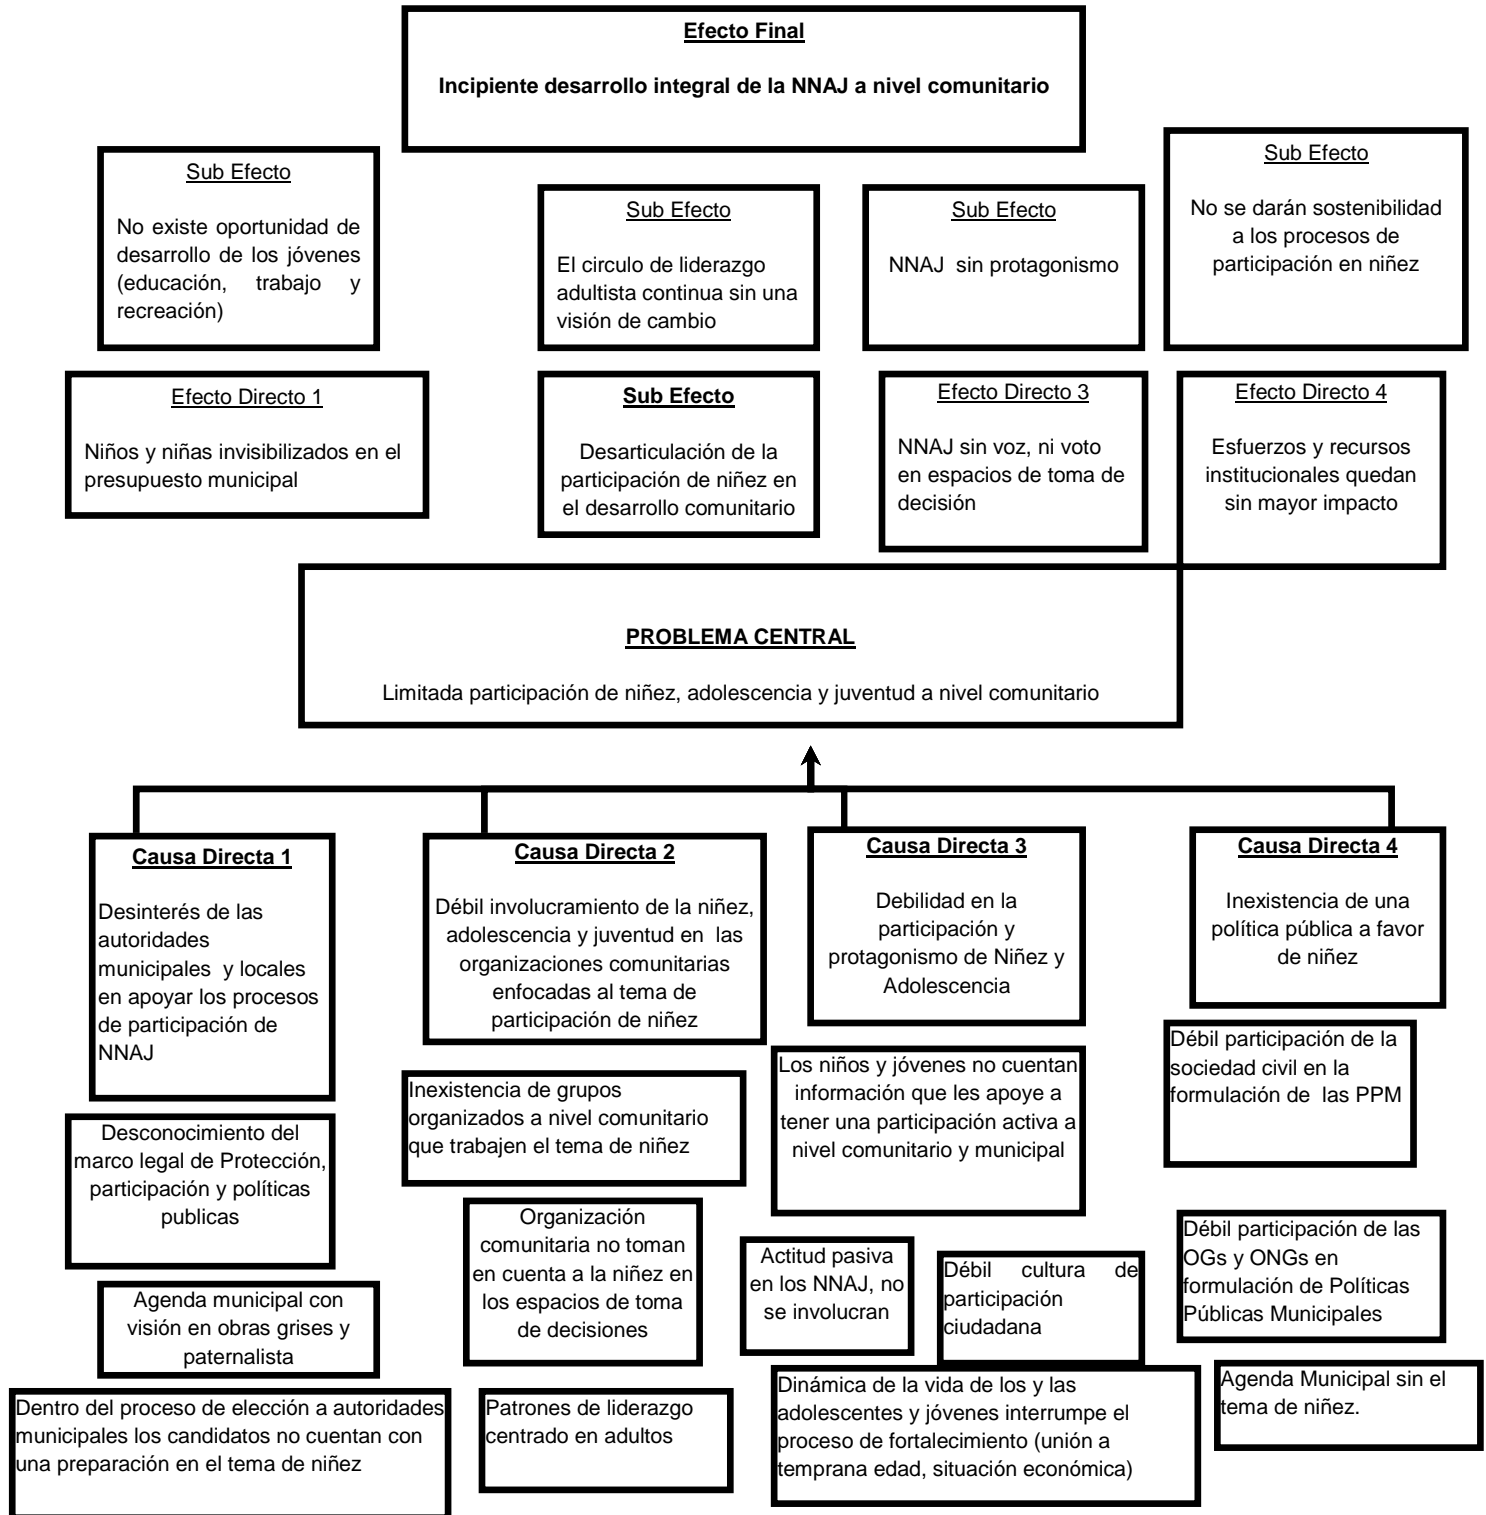 Efecto Final
Incipiente desarrollo integral de la NNAJ a nivel comunitario
Sub Efecto
No existe oportunidad de
desarrollo de los jóvenes
(educación, trabajo y
recreación)
Sub Efecto
El circulo de liderazgo
adultista continua sin una
visión de cambio
Sub Efecto
NNAJ sin protagonismo
Sub Efecto
No se darán sostenibilidad
a los procesos de
participación en niñez
Efecto Directo 1
Niños y niñas invisibilizados en el
presupuesto municipal
Sub Efecto
Desarticulación de la
participación de niñez en
el desarrollo comunitario
Efecto Directo 3
NNAJ sin voz, ni voto
en espacios de toma de
decisión
Efecto Directo 4
Esfuerzos y recursos
institucionales quedan
sin mayor impacto
PROBLEMA CENTRAL
Limitada participación de niñez, adolescencia y juventud a nivel comunitario
Causa Directa 1
Desinterés de las
autoridades
municipales y locales
en apoyar los procesos
de participación de
NNAJ
Causa Directa 2
Débil involucramiento de la niñez,
adolescencia y juventud en las
organizaciones comunitarias
enfocadas al tema de
participación de niñez
Causa Directa 3
Debilidad en la
participación y
protagonismo de Niñez y
Adolescencia
Causa Directa 4
Inexistencia de una
política pública a favor
de niñez
Desconocimiento del
marco legal de Protección,
participación y políticas
publicas
Inexistencia de grupos
organizados a nivel comunitario
que trabajen el tema de niñez
Los niños y jóvenes no cuentan
información que les apoye a
tener una participación activa a
nivel comunitario y municipal
Débil participación de la
sociedad civil en la
formulación de las PPM
Agenda municipal con
visión en obras grises y
paternalista
Organización
comunitaria no toman
en cuenta a la niñez en
los espacios de toma
de decisiones
Actitud pasiva
en los NNAJ, no
se involucran
Débil cultura de
participación
ciudadana
Débil participación de las
OGs y ONGs en
formulación de Políticas
Públicas Municipales
Dentro del proceso de elección a autoridades
municipales los candidatos no cuentan con
una preparación en el tema de niñez
Patrones de liderazgo
centrado en adultos
Dinámica de la vida de los y las
adolescentes y jóvenes interrumpe el
proceso de fortalecimiento (unión a
temprana edad, situación económica)
Agenda Municipal sin el
tema de niñez.